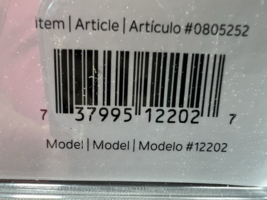 Item | Article | Artículo #0805252
7 37995 12202 7
Model | Model | Modelo #12202